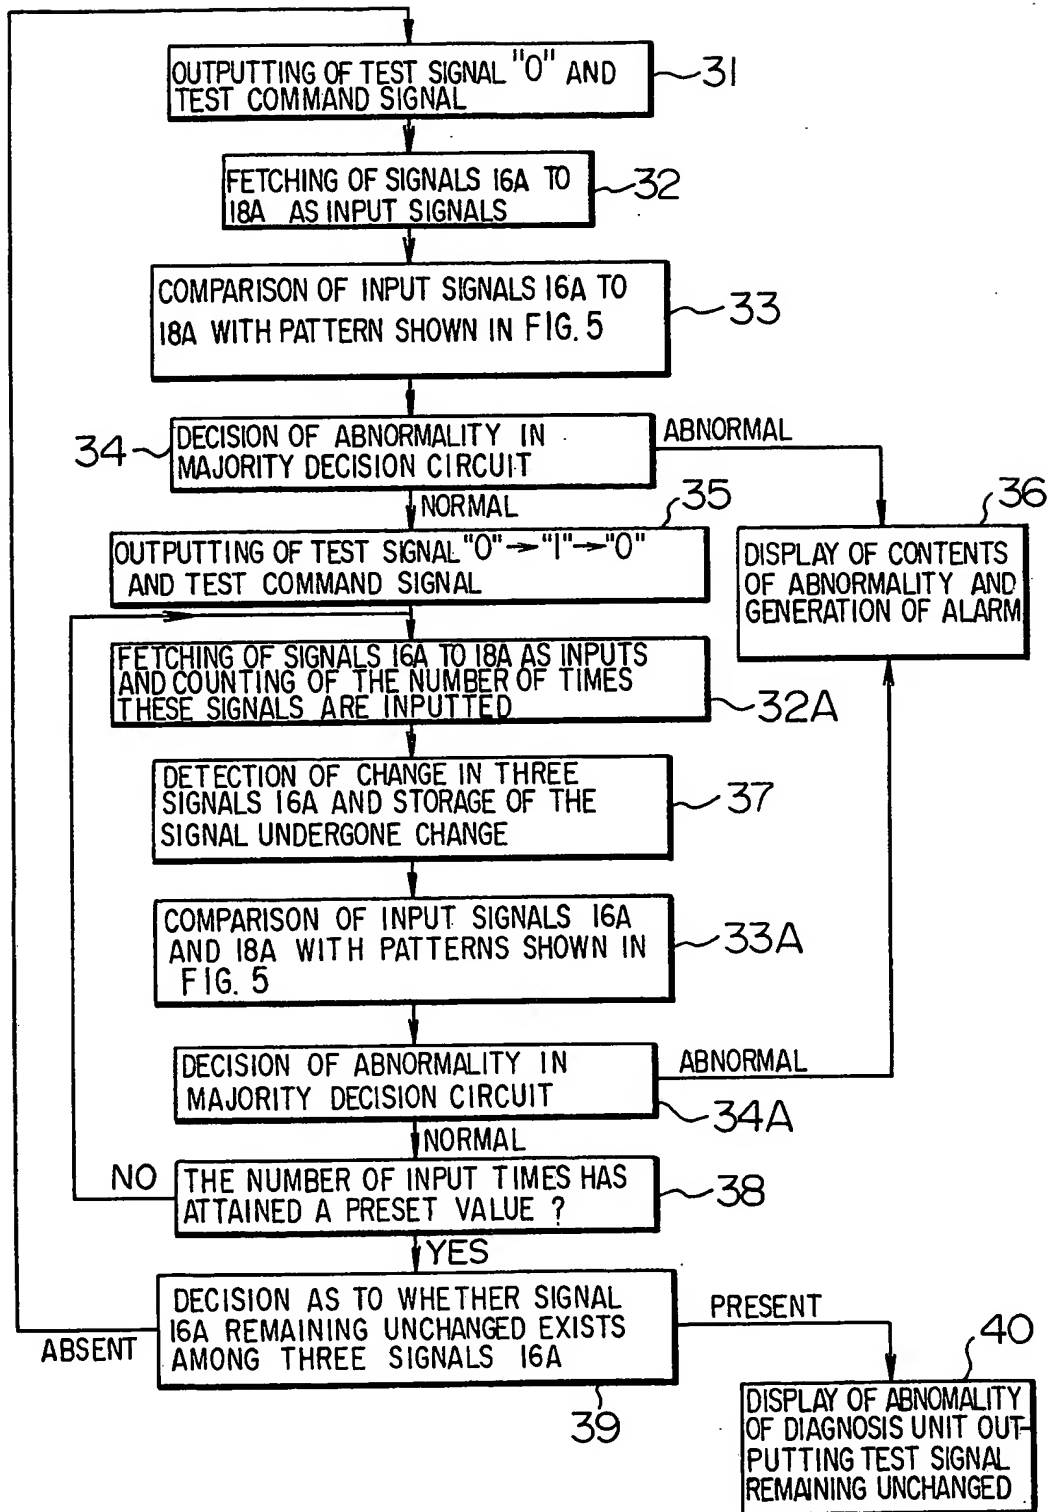 OUTPUTTING OF TEST SIGNAL "0" AND
TEST COMMAND SIGNAL
31
FETCHING OF SIGNALS 16A TO
18A AS INPUT SIGNALS
32
COMPARISON OF INPUT SIGNALS 16A TO
18A WITH PATTERN SHOWN IN FIG. 5
33
34
DECISION OF ABNORMALITY IN
MAJORITY DECISION CIRCUIT
ABNORMAL
NORMAL
35
OUTPUTTING OF TEST SIGNAL "0"→"1"→"0"
AND TEST COMMAND SIGNAL
36
DISPLAY OF CONTENTS
OF ABNORMALITY AND
GENERATION OF ALARM
FETCHING OF SIGNALS 16A TO 18A AS INPUTS
AND COUNTING OF THE NUMBER OF TIMES
THESE SIGNALS ARE INPUTTED
32A
DETECTION OF CHANGE IN THREE
SIGNALS 16A AND STORAGE OF THE
SIGNAL UNDERGONE CHANGE
37
COMPARISON OF INPUT SIGNALS 16A
AND 18A WITH PATTERNS SHOWN IN
FIG. 5
33A
DECISION OF ABNORMALITY IN
MAJORITY DECISION CIRCUIT
ABNORMAL
34A
NORMAL
NO
THE NUMBER OF INPUT TIMES HAS
ATTAINED A PRESET VALUE ?
38
YES
DECISION AS TO WHETHER SIGNAL
16A REMAINING UNCHANGED EXISTS
AMONG THREE SIGNALS 16A
PRESENT
ABSENT
39
40
DISPLAY OF ABNOMALITY
OF DIAGNOSIS UNIT OUT-
PUTTING TEST SIGNAL
REMAINING UNCHANGED